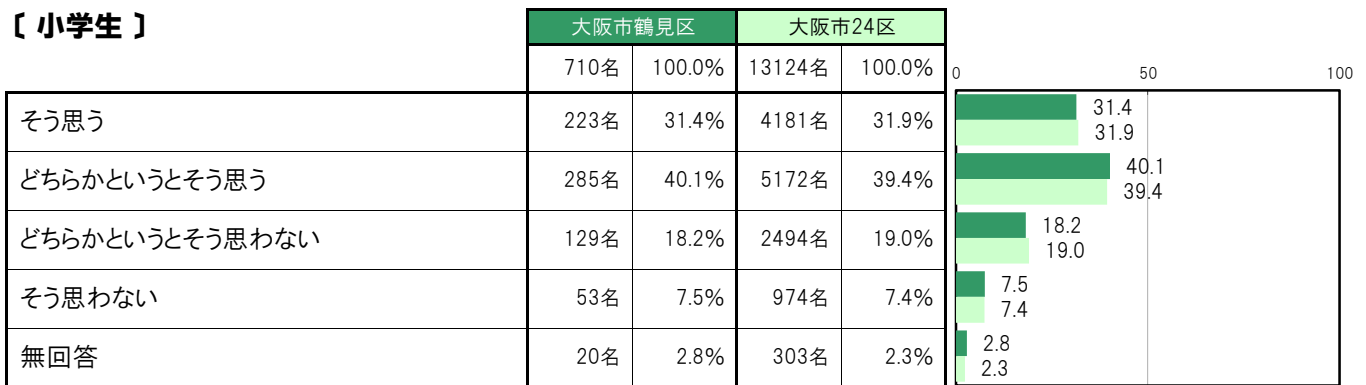 〔 小学生 〕
大阪市鶴見区 大阪市24区
710名 100.0% 13124名 100.0%
0 50 100
そう思う 223名 31.4% 4181名 31.9%
31.4
31.9
どちらかというとそう思う 285名 40.1% 5172名 39.4%
40.1
39.4
どちらかというとそう思わない 129名 18.2% 2494名 19.0%
18.2
19.0
そう思わない 53名 7.5% 974名 7.4%
7.5
7.4
無回答 20名 2.8% 303名 2.3%
2.8
2.3